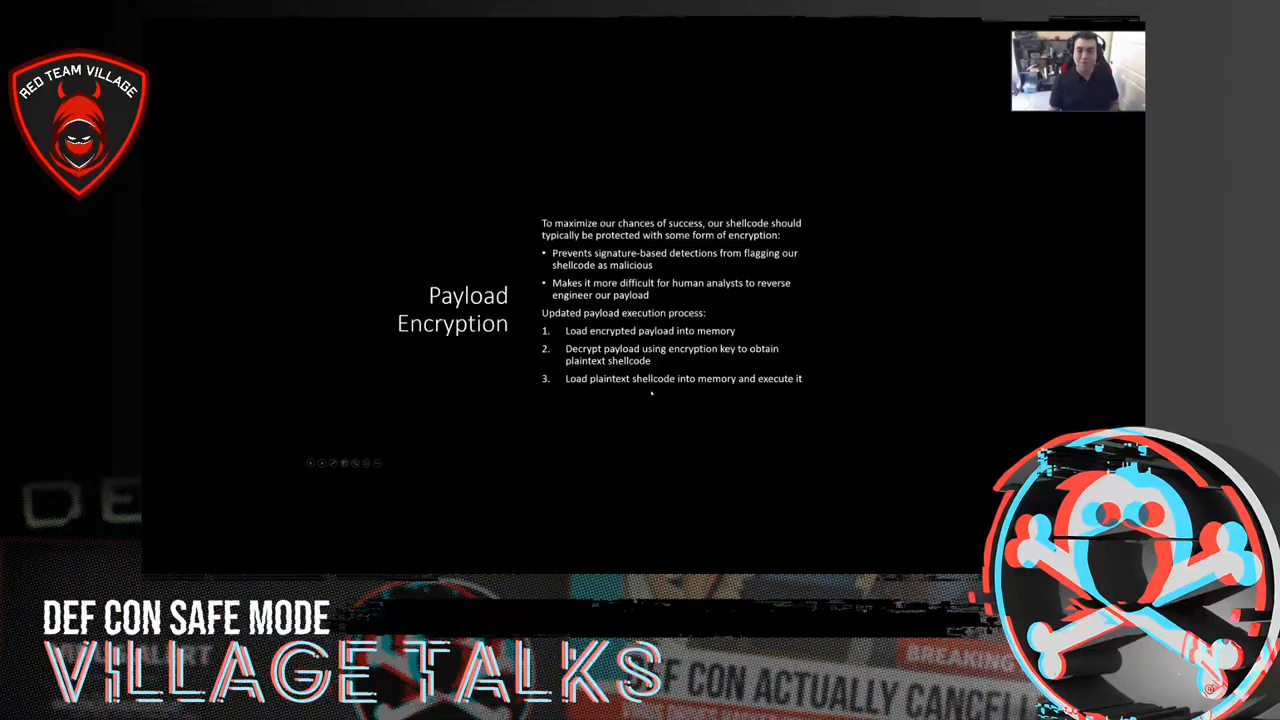 RED TEAM VILLAGE
To maximize our chances of success, our shellcode should
typically be protected with some form of encryption:
• Prevents signature-based detections from flagging our
shellcode as malicious
• Makes it more difficult for human analysts to reverse
engineer our payload
Updated payload execution process:
1. Load encrypted payload into memory
2. Decrypt payload using encryption key to obtain
plaintext shellcode
3. Load plaintext shellcode into memory and execute it
Payload
Encryption
DE
DEF CON SAFE MODE
VILLAGE TALKS
BREAKING
DEF CON ACTUALLY CANCEL